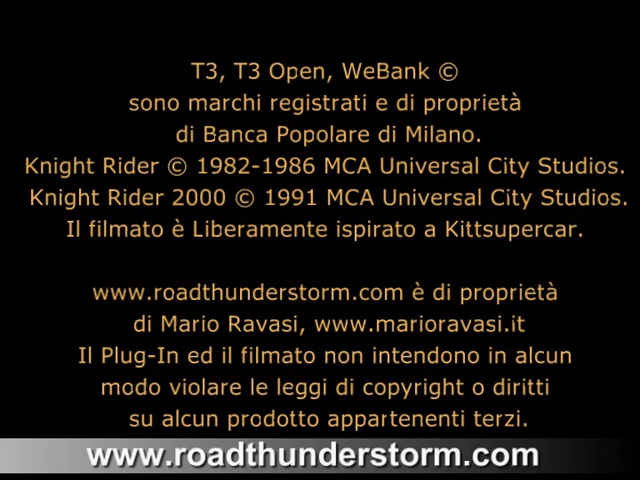 T3, T3 Open, WeBank ©
sono marchi registrati e di proprietà
di Banca Popolare di Milano.
Knight Rider © 1982-1986 MCA Universal City Studios.
Knight Rider 2000 © 1991 MCA Universal City Studios.
Il filmato è Liberamente ispirato a Kittsupercar.
www.roadthunderstorm.com è di proprietà
di Mario Ravasi, www.marioravasi.it
Il Plug-In ed il filmato non intendono in alcun
modo violare le leggi di copyright o diritti
su alcun prodotto appartenenti terzi.
www.roadthunderstorm.com